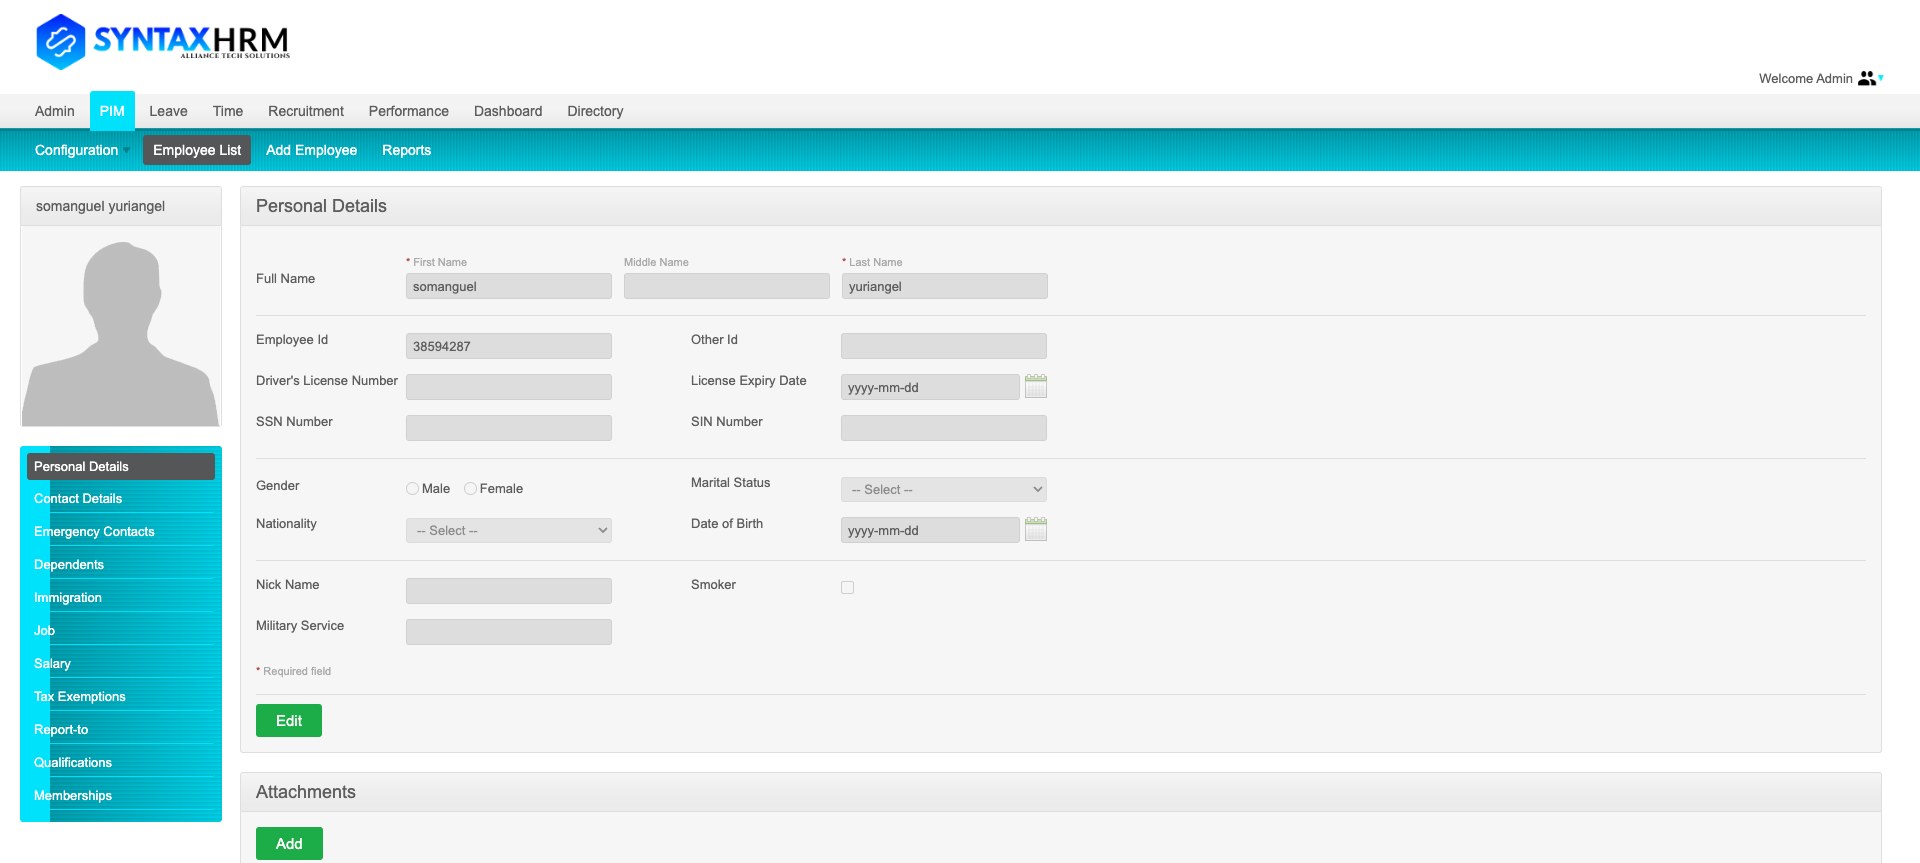 SYNTAXHRM
ALLIANCE TECH SOLUTIONS
Welcome Admin
Admin PIM Leave Time Recruitment Performance Dashboard Directory
Configuration Employee List Add Employee Reports
somanguel yuriangel
Personal Details
Contact Details
Emergency Contacts
Dependents
Immigration
Job
Salary
Tax Exemptions
Report-to
Qualifications
Memberships
Personal Details
* First Name Middle Name * Last Name
Full Name somanguel yuriangel
Employee Id 38594287 Other Id
Driver's License Number License Expiry Date yyyy-mm-dd
SSN Number SIN Number
Gender Male Female Marital Status -- Select --
Nationality -- Select -- Date of Birth yyyy-mm-dd
Nick Name Smoker
Military Service
* Required field
Edit
Attachments
Add